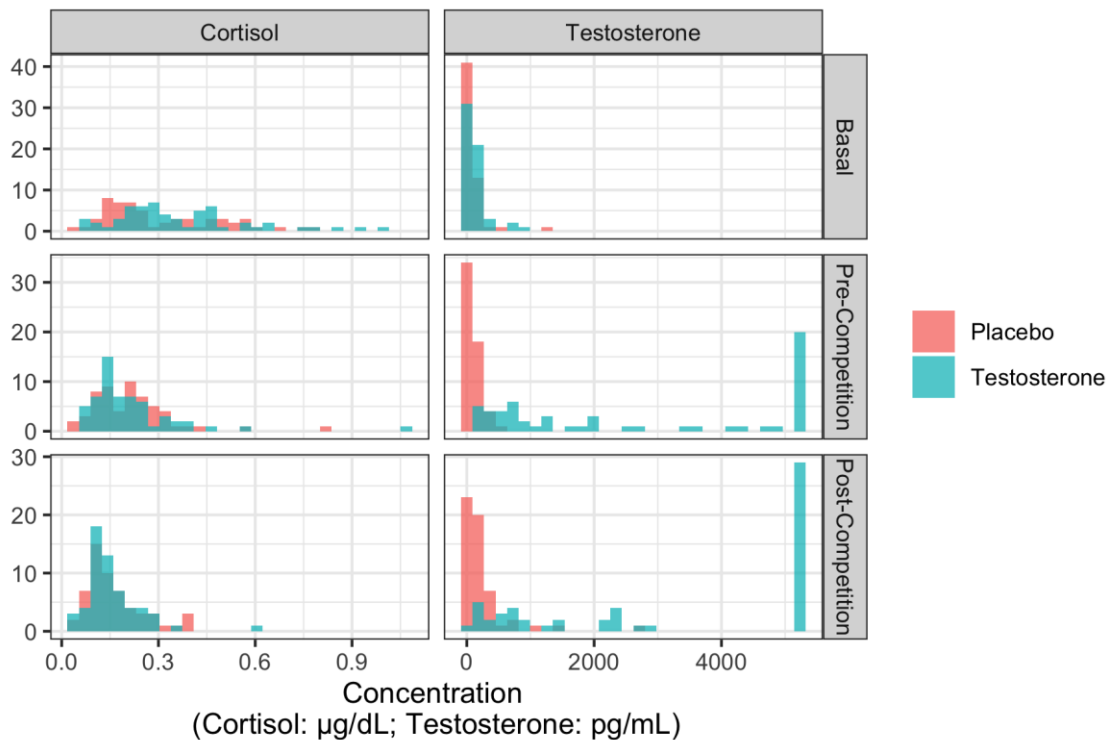 Cortisol
Testosterone
40
30
20
10
0
Basal
30
20
10
0
Pre-Competition
30
20
10
0
Post-Competition
0.0
0.3
0.6
0.9
0
2000
4000
Concentration
(Cortisol: µg/dL; Testosterone: pg/mL)
Placebo
Testosterone